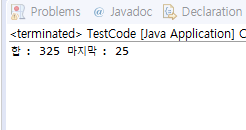 Problems @ Javadoc Declaration
<terminated> TestCode [Java Application] C
합 : 325 마지막 : 25